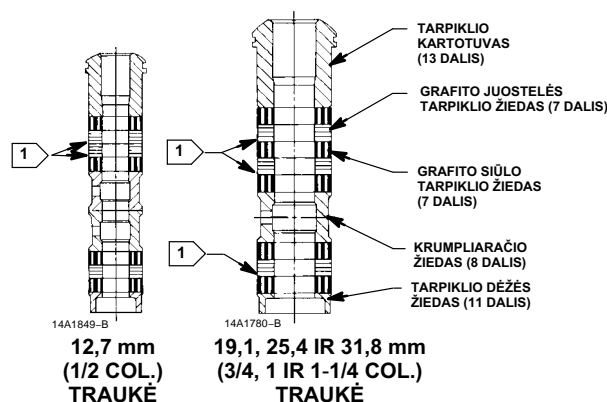 TARPIKLIO
KARTOTUVAS
(13 DALIS)
GRAFITO JUOSTELĖS
TARPIKLIO ŽIEDAS (7 DALIS)
1
1
GRAFITO SIŪLO
TARPIKLIO ŽIEDAS
(7 DALIS)
KRUMPLIARAČIO
ŽIEDAS (8 DALIS)
1
TARPIKLIO DĖŽĖS
ŽIEDAS (11 DALIS)
14A1849–B
14A1780–B
12,7 mm
(1/2 COL.)
TRAUKĖ
19,1, 25,4 IR 31,8 mm
(3/4, 1 IR 1-1/4 COL.)
TRAUKĖ